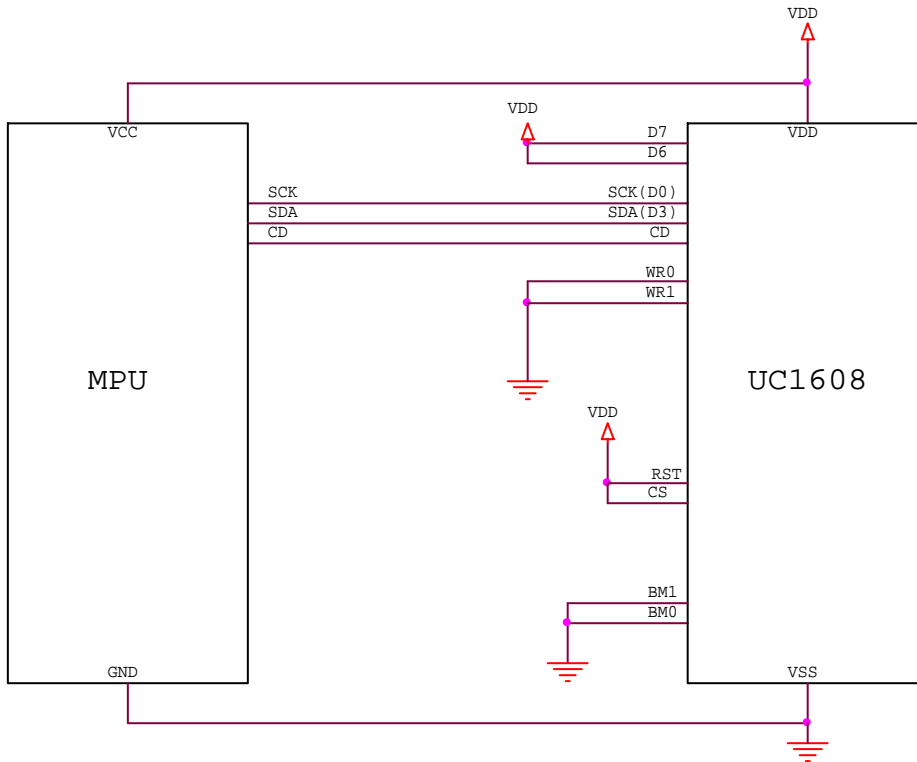 VDD
VCC
VDD
VDD
D7
D6
SCK
SCK(D0)
SDA
SDA(D3)
CD
CD
WR0
WR1
MPU
UC1608
VDD
RST
CS
BM1
BM0
GND
VSS